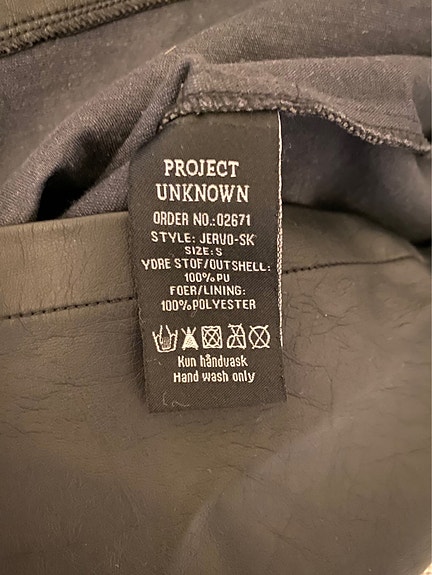 PROJECT
UNKNOWN
ORDER NO.:02671
STYLE: JERVO-SK
SIZE: S
YDRE STOF/OUTSHELL:
100% PU
FOER/LINING:
100% POLYESTER
Kun håndvask
Hand wash only